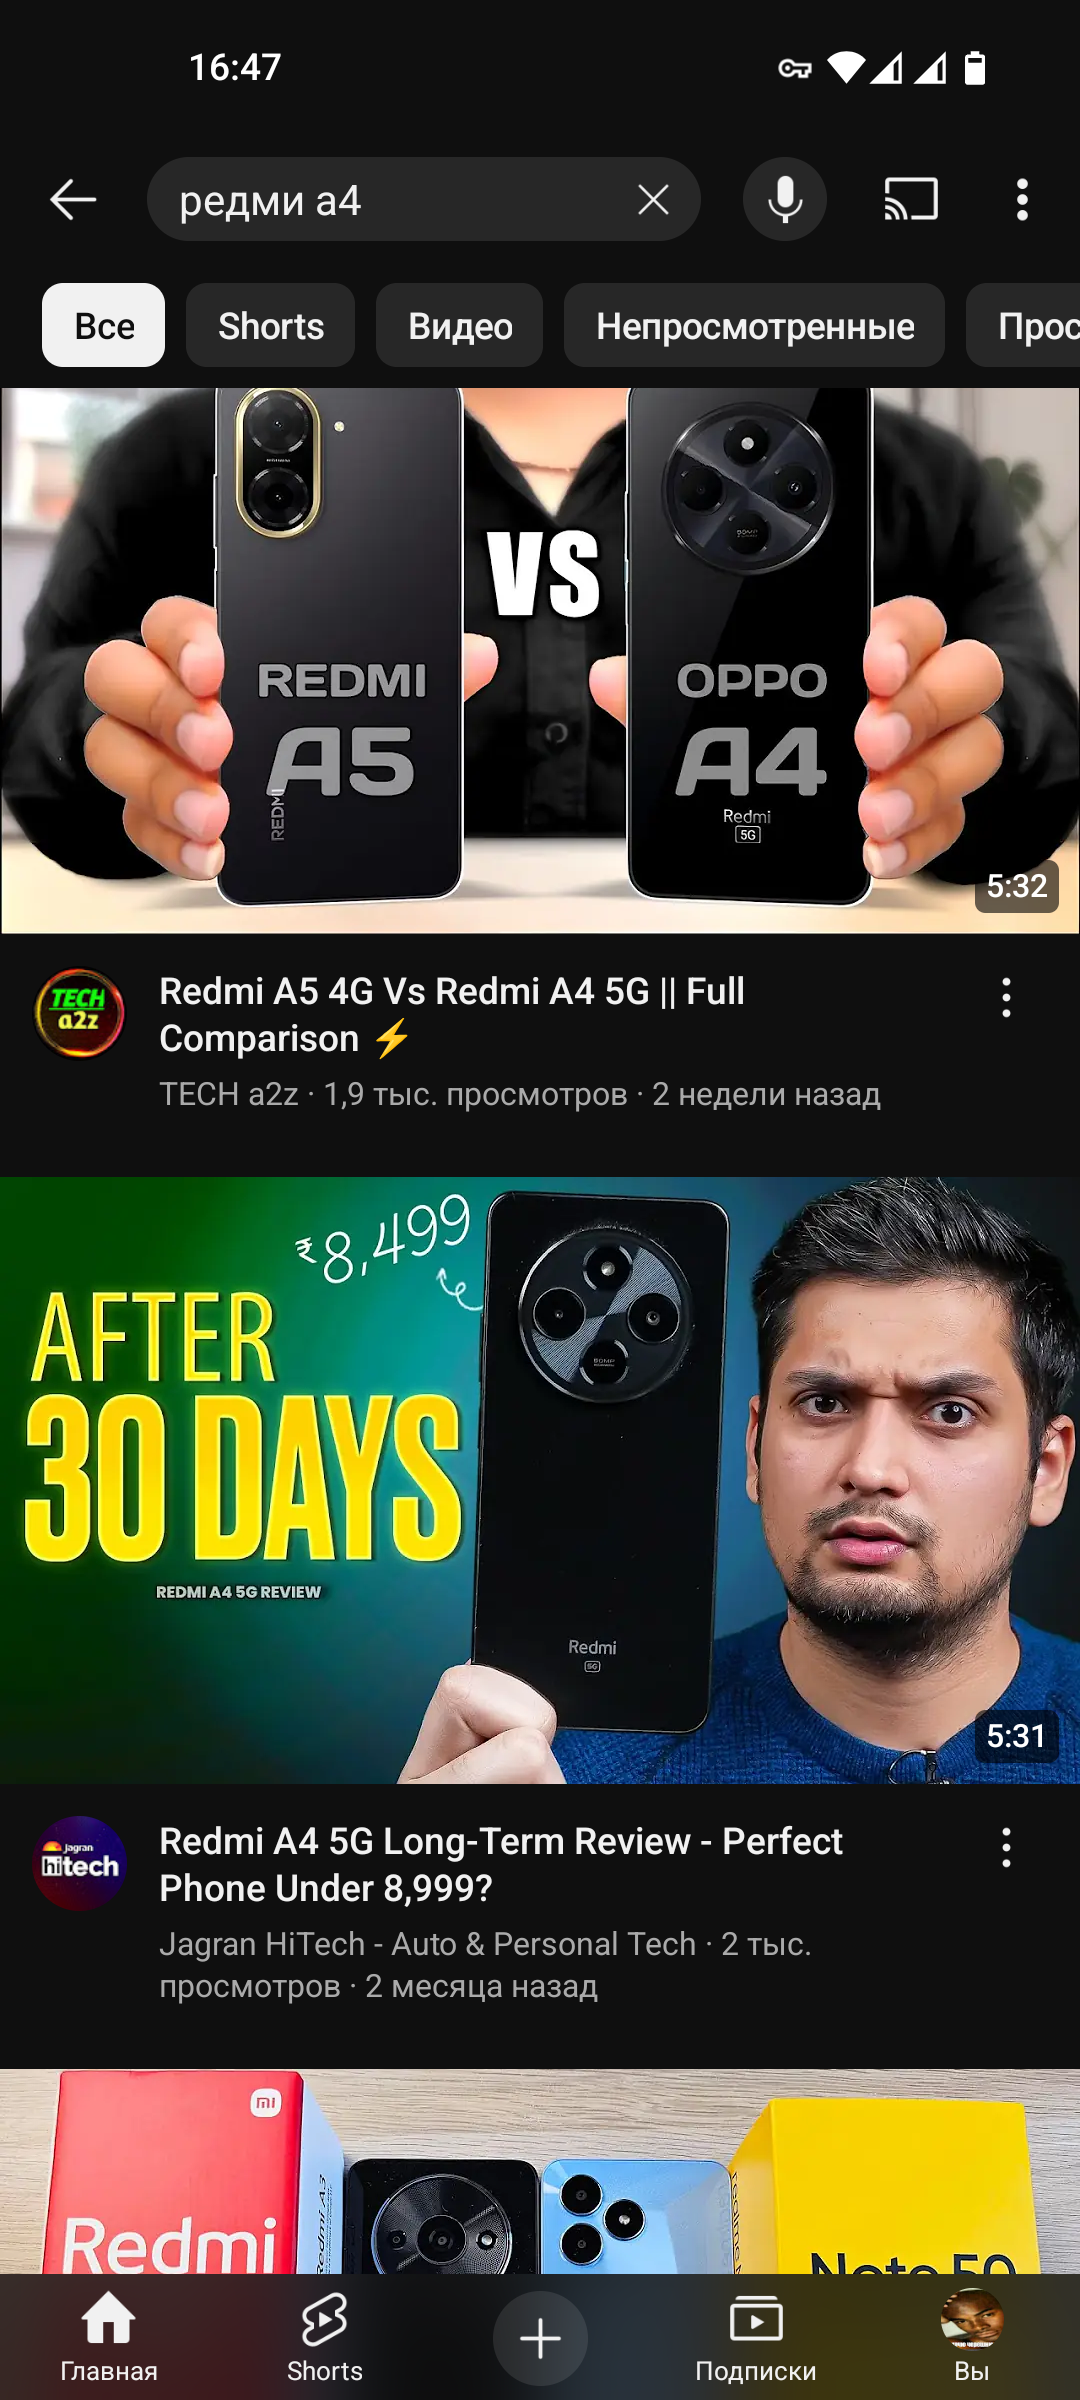 16:47
редми а4
Все
Shorts
Видео
Непросмотренные
Прос
VS
REDMI
A5
REDMI
OPPO
A4
Redmi
5G
5:32
TECH
a2z
Redmi A5 4G Vs Redmi A4 5G || Full
Comparison ⚡
TECH a2z · 1,9 тыс. просмотров · 2 недели назад
₹8,499
AFTER
30 DAYS
REDMI A4 5G REVIEW
50MP
Redmi
5G
5:31
Jagran
hitech
Redmi A4 5G Long-Term Review - Perfect
Phone Under 8,999?
Jagran HiTech - Auto & Personal Tech · 2 тыс.
просмотров · 2 месяца назад
mi
Redmi
Redmi A3
Note 50
Главная
Shorts
Подписки
Вы